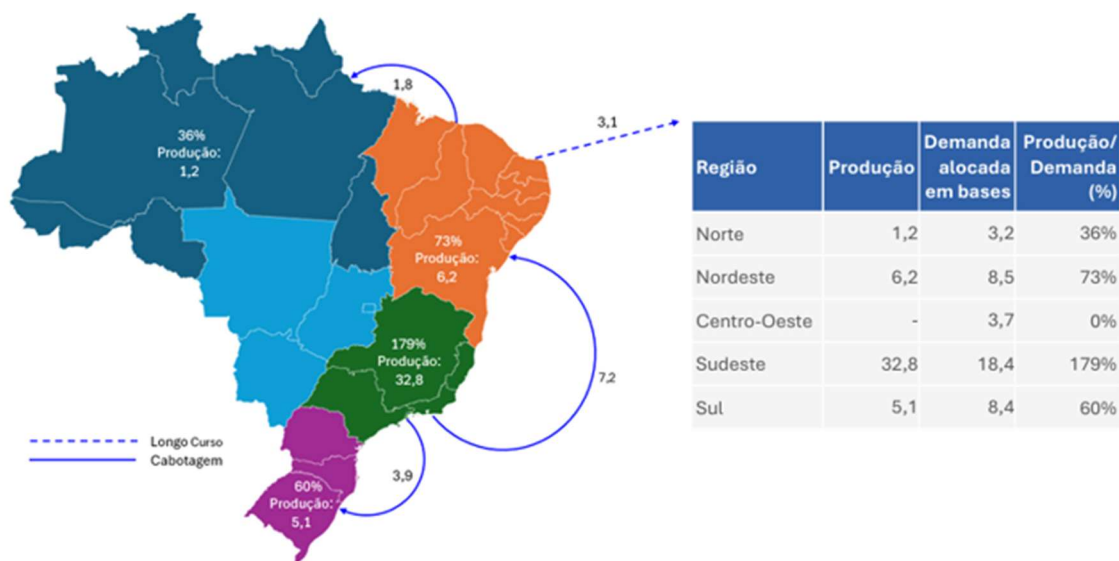 1,8
3,1
36%
Produção:
1,2
73%
Produção:
6,2
179%
Produção:
32,8
7,2
3,9
60%
Produção:
5,1
Longo Curso
Cabotagem
Região Produção Demanda alocada em bases Produção/ Demanda (%)
Norte 1,2 3,2 36%
Nordeste 6,2 8,5 73%
Centro-Oeste - 3,7 0%
Sudeste 32,8 18,4 179%
Sul 5,1 8,4 60%